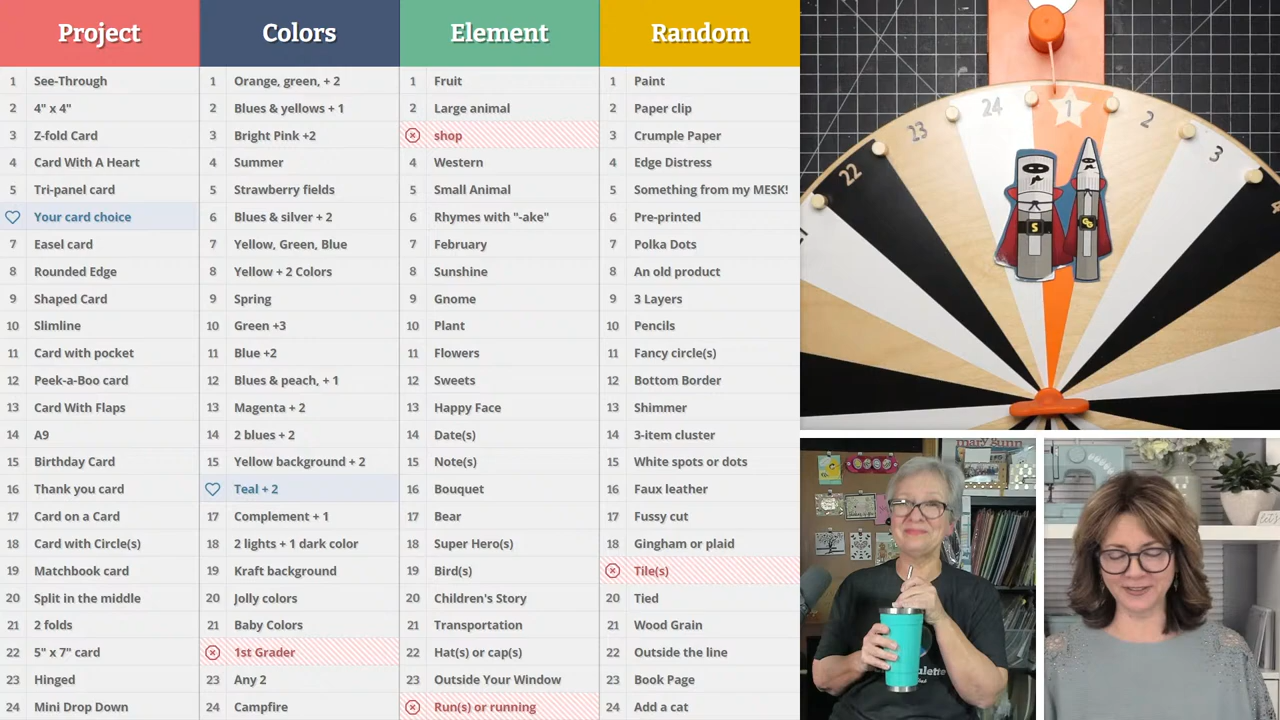 Project
1 See-Through
2 4" x 4"
3 Z-fold Card
4 Card With A Heart
5 Tri-panel card
Your card choice
7 Easel card
8 Rounded Edge
9 Shaped Card
10 Slimline
11 Card with pocket
12 Peek-a-Boo card
13 Card With Flaps
14 A9
15 Birthday Card
16 Thank you card
17 Card on a Card
18 Card with Circle(s)
19 Matchbook card
20 Split in the middle
21 2 folds
22 5" x 7" card
23 Hinged
24 Mini Drop Down
Colors
1 Orange, green, + 2
2 Blues & yellows + 1
3 Bright Pink +2
4 Summer
5 Strawberry fields
6 Blues & silver + 2
7 Yellow, Green, Blue
8 Yellow + 2 Colors
9 Spring
10 Green +3
11 Blue +2
12 Blues & peach, + 1
13 Magenta + 2
14 2 blues + 2
15 Yellow background + 2
Teal + 2
17 Complement + 1
18 2 lights + 1 dark color
19 Kraft background
20 Jolly colors
21 Baby Colors
1st Grader
23 Any 2
24 Campfire
Element
1 Fruit
2 Large animal
shop
4 Western
5 Small Animal
6 Rhymes with "-ake"
7 February
8 Sunshine
9 Gnome
10 Plant
11 Flowers
12 Sweets
13 Happy Face
14 Date(s)
15 Note(s)
16 Bouquet
17 Bear
18 Super Hero(s)
19 Bird(s)
20 Children's Story
21 Transportation
22 Hat(s) or cap(s)
23 Outside Your Window
Run(s) or running
Random
1 Paint
2 Paper clip
3 Crumple Paper
4 Edge Distress
5 Something from my MESK!
6 Pre-printed
7 Polka Dots
8 An old product
9 3 Layers
10 Pencils
11 Fancy circle(s)
12 Bottom Border
13 Shimmer
14 3-item cluster
15 White spots or dots
16 Faux leather
17 Fussy cut
18 Gingham or plaid
Tile(s)
20 Tied
21 Wood Grain
22 Outside the line
23 Book Page
24 Add a cat
22
23
24
1
2
3
S
mary gunn
let's